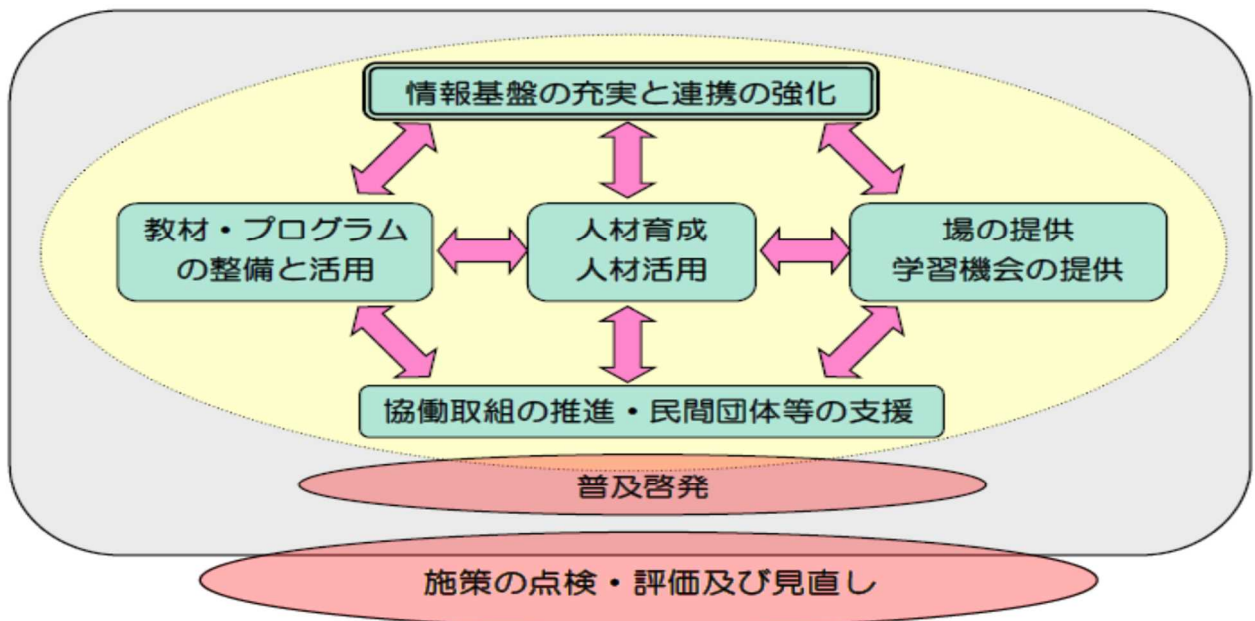 情報基盤の充実と連携の強化
教材・プログラム
の整備と活用
人材育成
人材活用
場の提供
学習機会の提供
協働取組の推進・民間団体等の支援
普及啓発
施策の点検・評価及び見直し